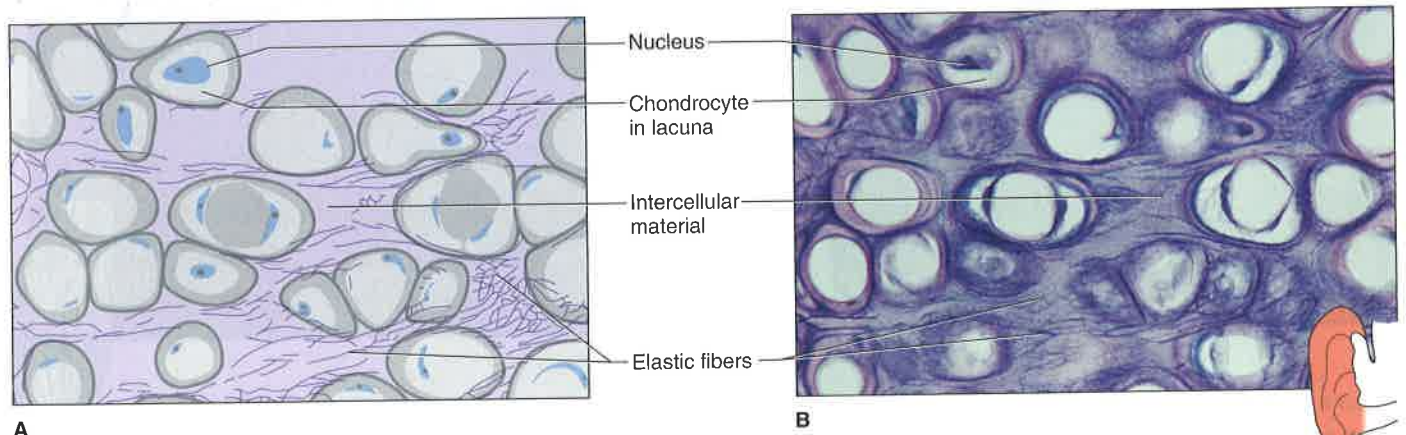 Nucleus
Chondrocyte
in lacuna
Intercellular
material
Elastic fibers
A
B